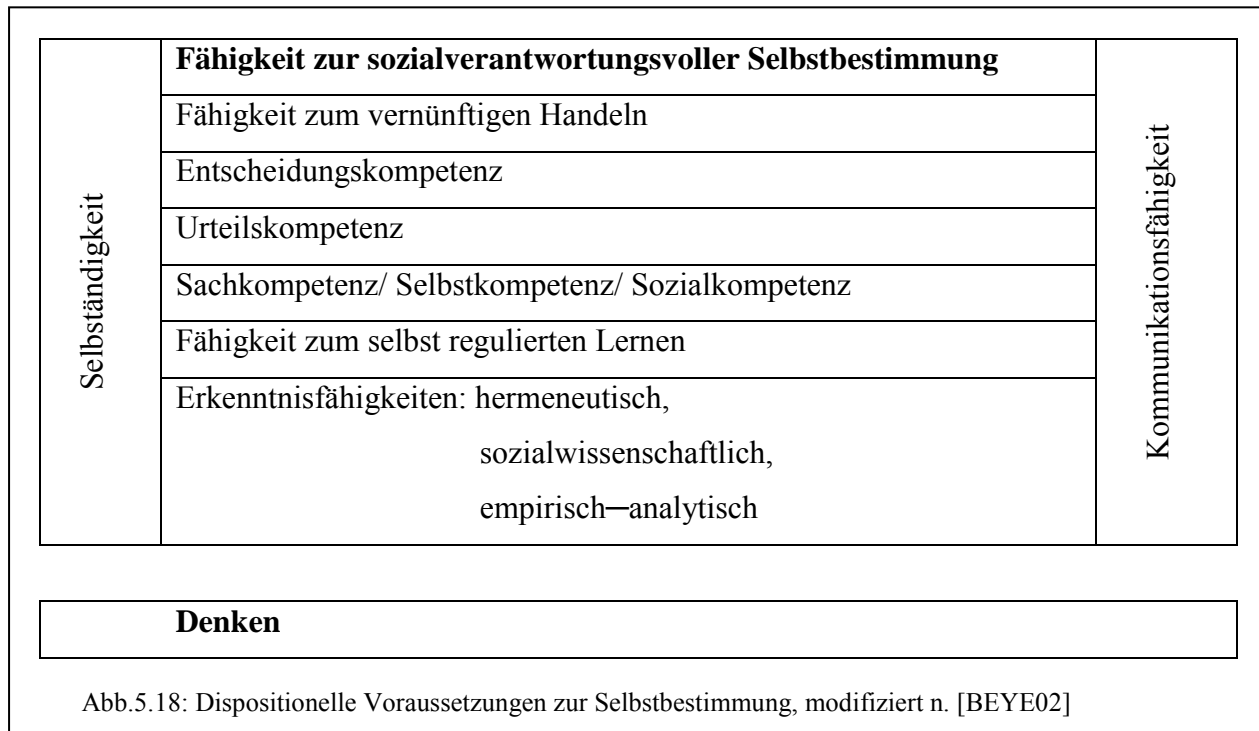 Selbständigkeit
Fähigkeit zur sozialverantwortungsvoller Selbstbestimmung
Fähigkeit zum vernünftigen Handeln
Entscheidungskompetenz
Urteilskompetenz
Sachkompetenz/ Selbstkompetenz/ Sozialkompetenz
Fähigkeit zum selbst regulierten Lernen
Erkenntnisfähigkeiten: hermeneutisch,
sozialwissenschaftlich,
empirisch─analytisch
Kommunikationsfähigkeit
Denken
Abb.5.18: Dispositionelle Voraussetzungen zur Selbstbestimmung, modifiziert n. [BEYE02]